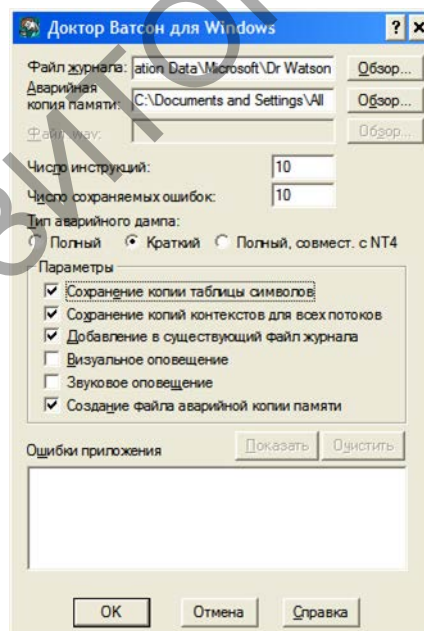 Доктор Ватсон для Windows
Файл журнала: ation Data\Microsoft\Dr Watson Обзор...
Аварийная копия памяти: C:\Documents and Settings\All Обзор...
Файл wav: Обзор...
Число инструкций: 10
Число сохраняемых ошибок: 10
Тип аварийного дампа:
Полный Краткий Полный, совмест. с NT4
Параметры
Сохранение копии таблицы символов
Сохранение копий контекстов для всех потоков
Добавление в существующий файл журнала
Визуальное оповещение
Звуковое оповещение
Создание файла аварийной копии памяти
Ошибки приложения Показать Очистить
OK Отмена Справка